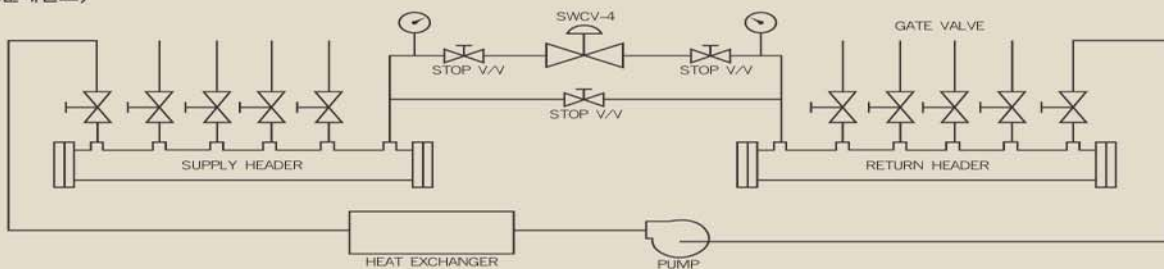 SWCV-4
GATE VALVE
STOP V/V
STOP V/V
STOP V/V
SUPPLY HEADER
RETURN HEADER
HEAT EXCHANGER
PUMP